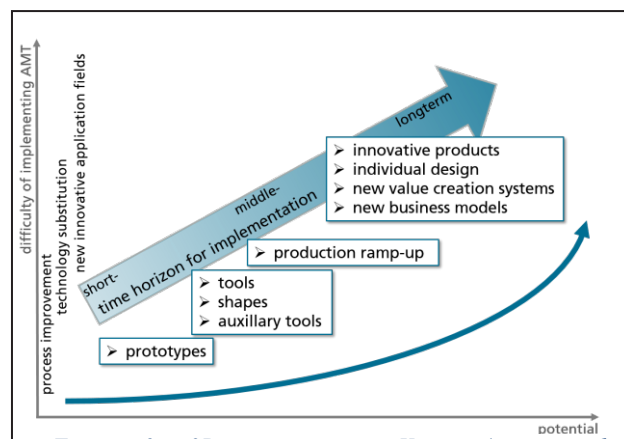 difficulty of implementing AMT
process improvement
technology substitution
new innovative application fields
short-
middle-
longterm
time horizon for implementation
➢ innovative products
➢ individual design
➢ new value creation systems
➢ new business models
➢ production ramp-up
➢ tools
➢ shapes
➢ auxillary tools
➢ prototypes
potential